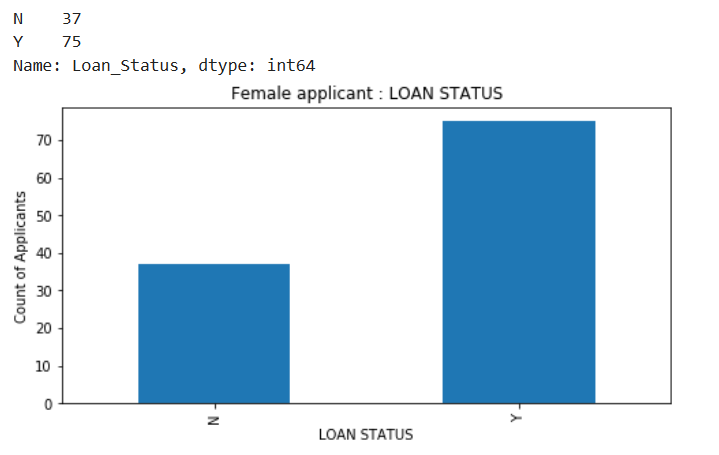 N    37
Y    75
Name: Loan_Status, dtype: int64
Female applicant : LOAN STATUS
Count of Applicants
70
60
50
40
30
20
10
0
N
Y
LOAN STATUS